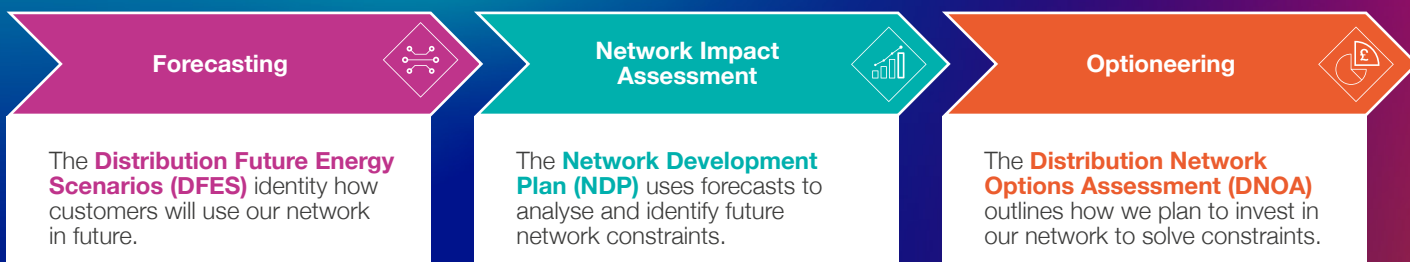 Forecasting
The Distribution Future Energy
Scenarios (DFES) identity how
customers will use our network
in future.
Network Impact
Assessment
The Network Development
Plan (NDP) uses forecasts to
analyse and identify future
network constraints.
Optioneering
£
The Distribution Network
Options Assessment (DNOA)
outlines how we plan to invest in
our network to solve constraints.